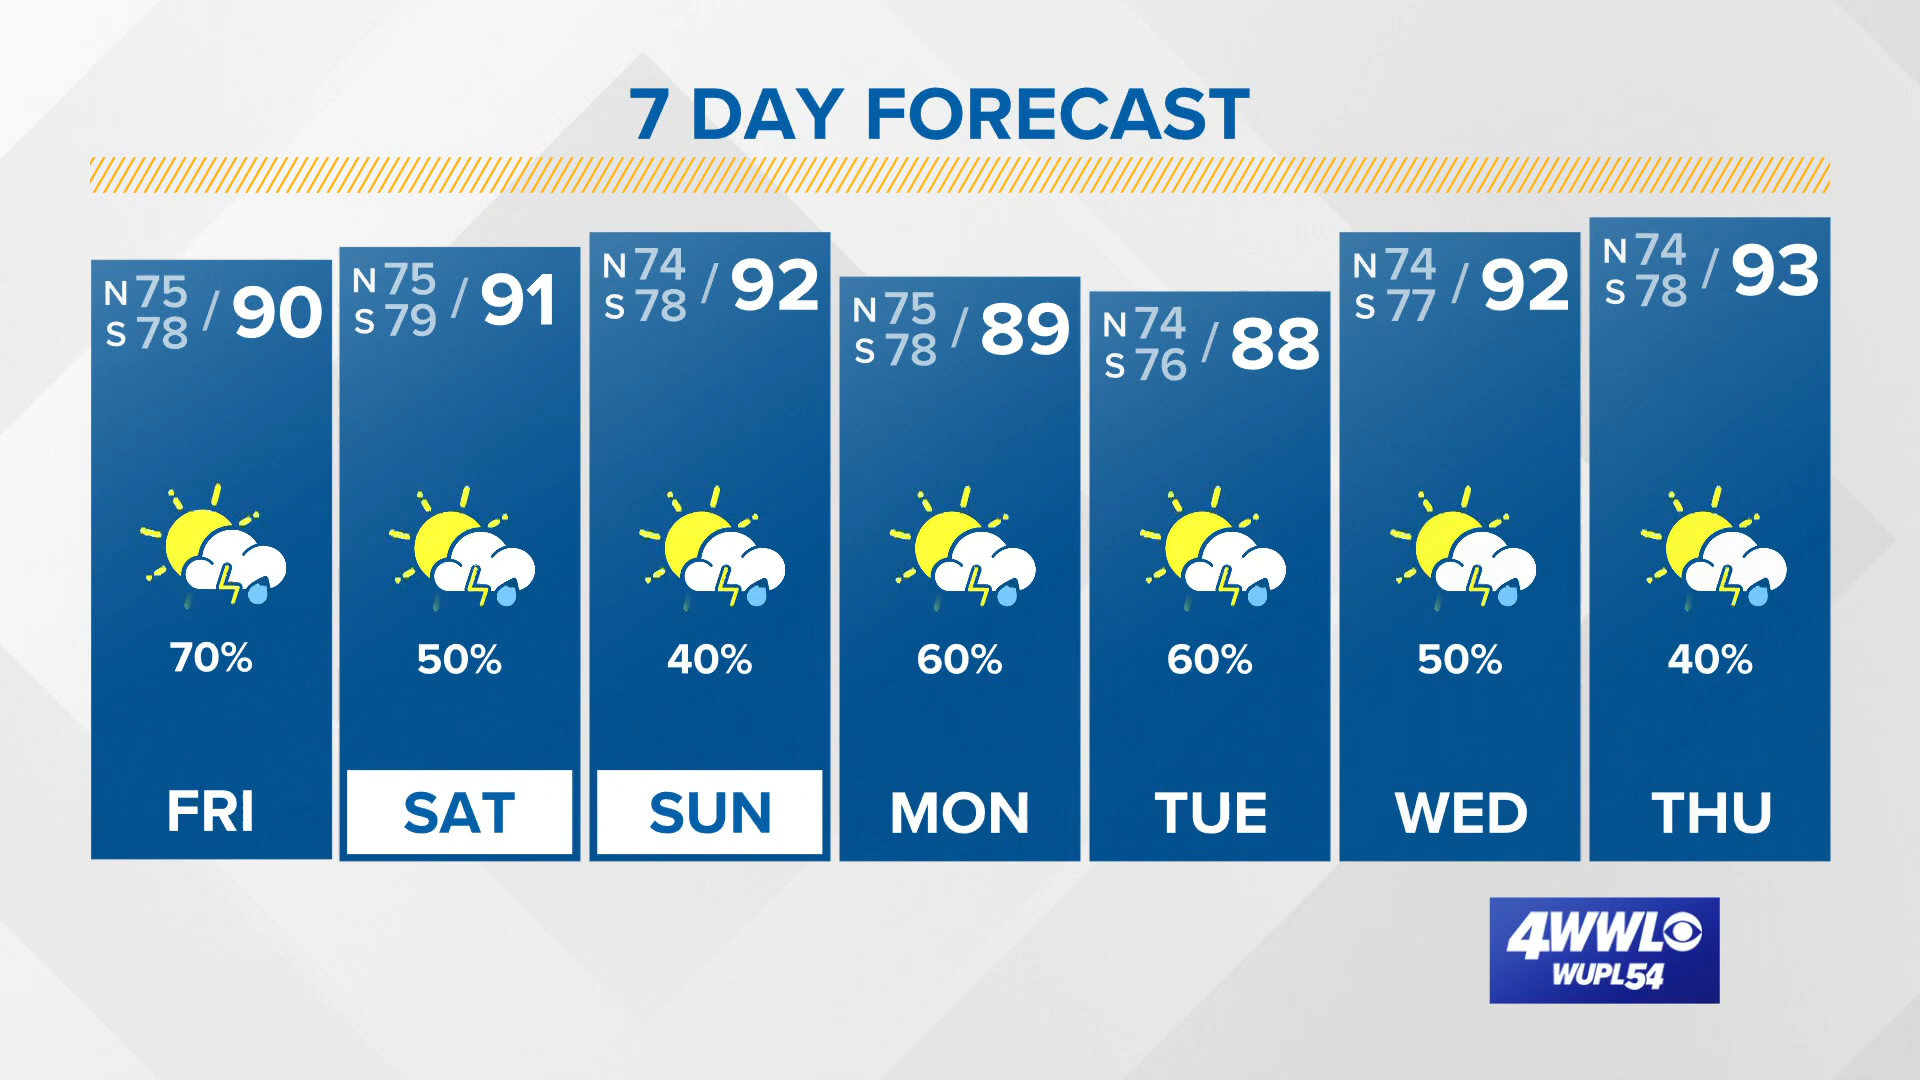 7 DAY FORECAST
N 75
S 78
/ 90
70%
FRI
N 75
S 79
/ 91
50%
SAT
N 74
S 78
/ 92
40%
SUN
N 75
S 78
/ 89
60%
MON
N 74
S 76
/ 88
60%
TUE
N 74
S 77
/ 92
50%
WED
N 74
S 78
/ 93
40%
THU
4WWL
WUPL54